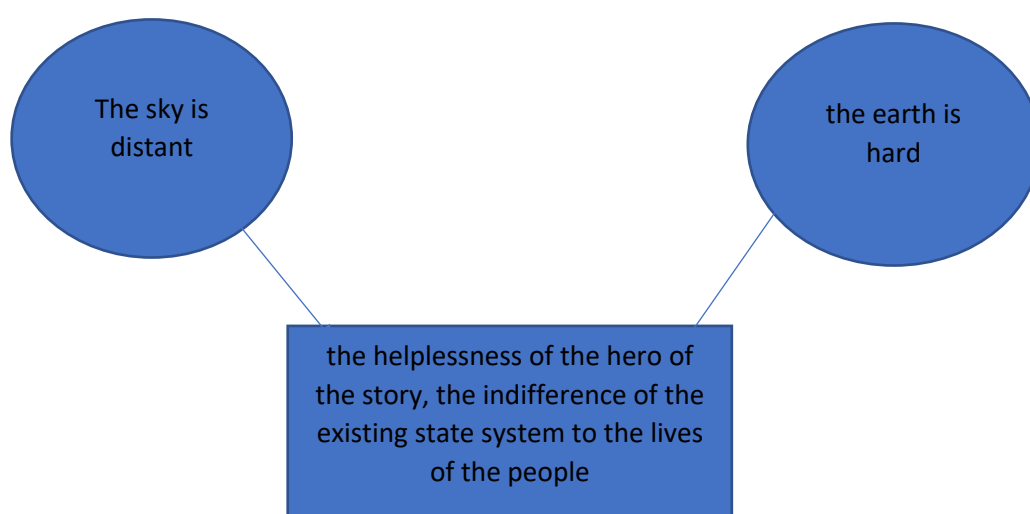 The sky is
distant
the earth is
hard
the helplessness of the hero of
the story, the indifference of the
existing state system to the lives
of the people